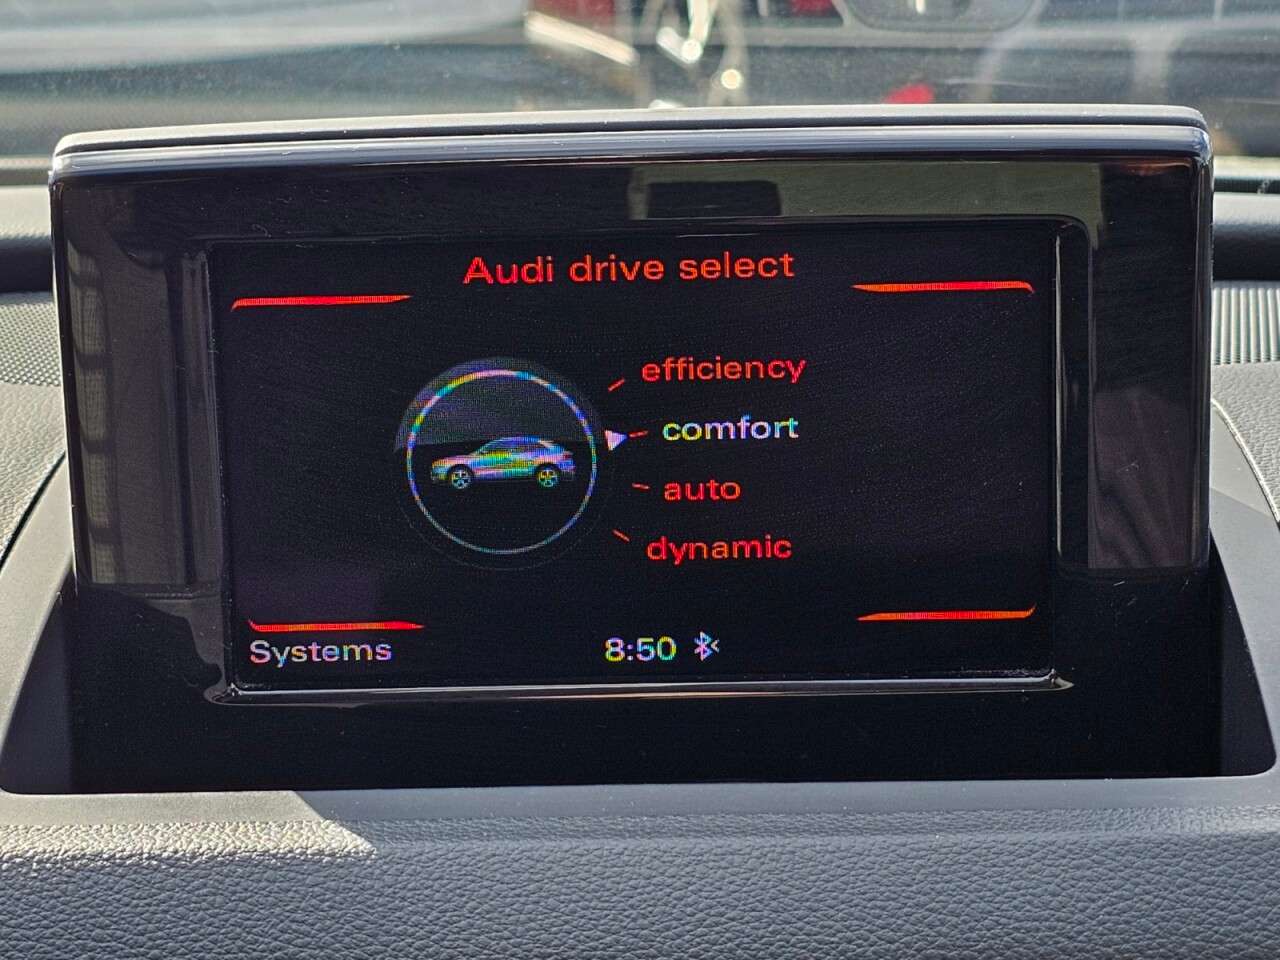 Audi drive select
efficiency
comfort
auto
dynamic
Systems
8:50